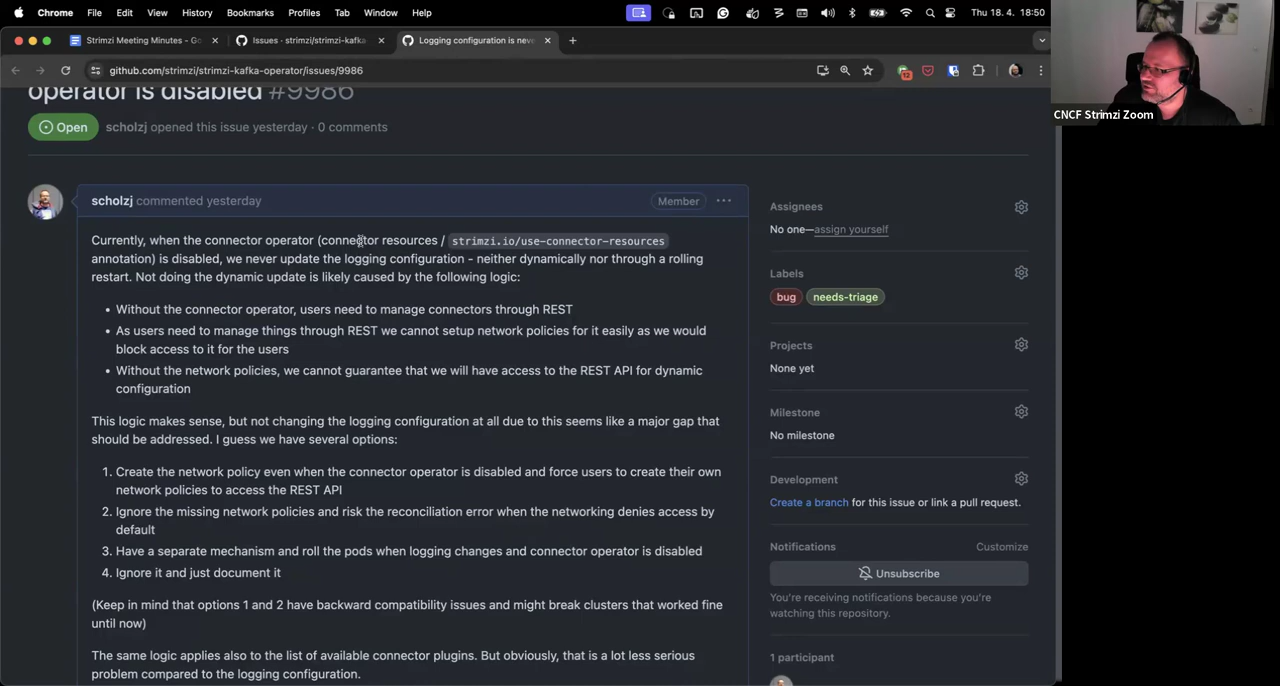 Chrome File Edit View History Bookmarks Profiles Tab Window Help Thu 18. 4. 18:50
Strimzi Meeting Minutes - Go Issues · strimzi/strimzi-kafka Logging configuration is neve
github.com/strimzi/strimzi-kafka-operator/issues/9986
12
CNCF Strimzi Zoom
operator is disabled #9986
Open scholzj opened this issue yesterday · 0 comments
scholzj commented yesterday Member
Currently, when the connector operator (connector resources / strimzi.io/use-connector-resources
annotation) is disabled, we never update the logging configuration - neither dynamically nor through a rolling
restart. Not doing the dynamic update is likely caused by the following logic:
• Without the connector operator, users need to manage connectors through REST
• As users need to manage things through REST we cannot setup network policies for it easily as we would
block access to it for the users
• Without the network policies, we cannot guarantee that we will have access to the REST API for dynamic
configuration
This logic makes sense, but not changing the logging configuration at all due to this seems like a major gap that
should be addressed. I guess we have several options:
1. Create the network policy even when the connector operator is disabled and force users to create their own
network policies to access the REST API
2. Ignore the missing network policies and risk the reconciliation error when the networking denies access by
default
3. Have a separate mechanism and roll the pods when logging changes and connector operator is disabled
4. Ignore it and just document it
(Keep in mind that options 1 and 2 have backward compatibility issues and might break clusters that worked fine
until now)
The same logic applies also to the list of available connector plugins. But obviously, that is a lot less serious
problem compared to the logging configuration.
Assignees
No one—assign yourself
Labels
bug needs-triage
Projects
None yet
Milestone
No milestone
Development
Create a branch for this issue or link a pull request.
Notifications Customize
Unsubscribe
You're receiving notifications because you're
watching this repository.
1 participant